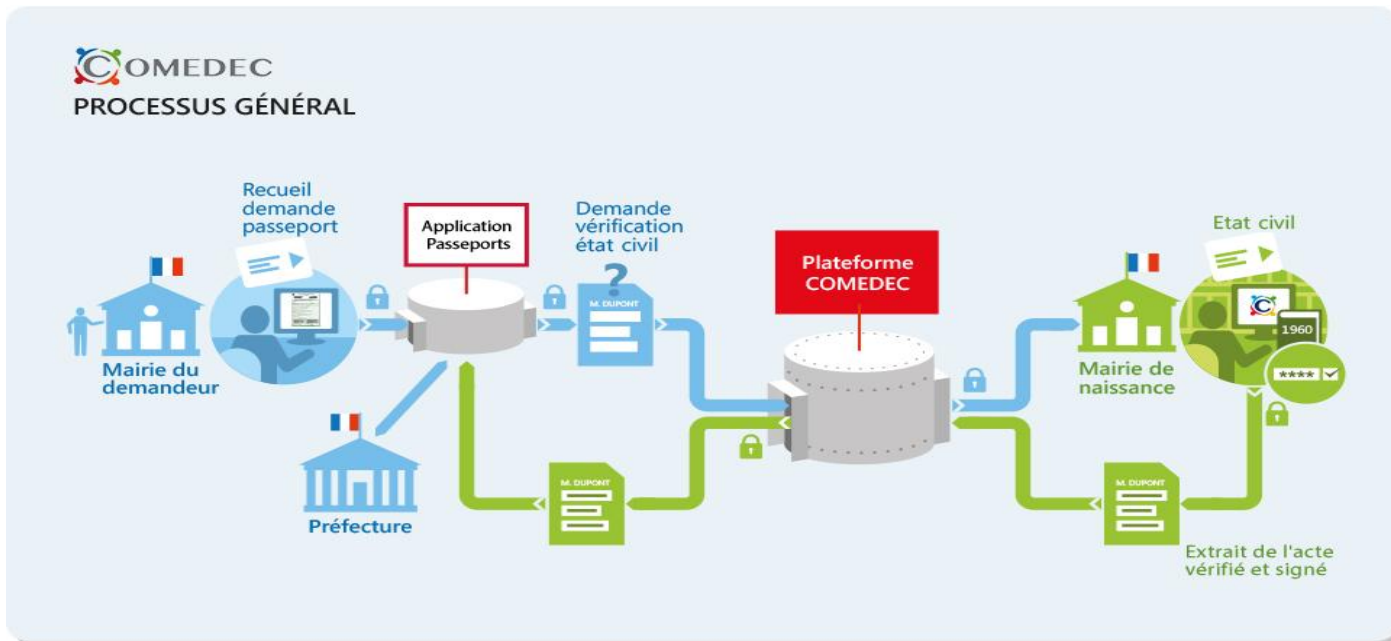 COMEDEC
PROCESSUS GÉNÉRAL
Recueil
demande
passeport
Application
Passeports
Demande
vérification
état civil
?
M. DUPONT
Plateforme
COMEDEC
Etat civil
C
1960
****
Mairie du
demandeur
Mairie de
naissance
Préfecture
M. DUPONT
M. DUPONT
Extrait de l'acte
vérifié et signé